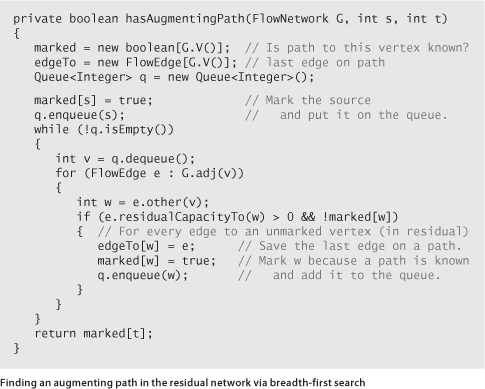 private boolean hasAugmentingPath(FlowNetwork G, int s, int t)
{
   marked = new boolean[G.V()];  // Is path to this vertex known?
   edgeTo = new FlowEdge[G.V()]; // last edge on path
   Queue<Integer> q = new Queue<Integer>();

   marked[s] = true;             // Mark the source
   q.enqueue(s);                 //   and put it on the queue.
   while (!q.isEmpty())
   {
      int v = q.dequeue();
      for (FlowEdge e : G.adj(v))
      {
         int w = e.other(v);
         if (e.residualCapacityTo(w) > 0 && !marked[w])
         {  // For every edge to an unmarked vertex (in residual)
            edgeTo[w] = e;      // Save the last edge on a path.
            marked[w] = true;   // Mark w because a path is known
            q.enqueue(w);       //   and add it to the queue.
         }
      }
   }
   return marked[t];
}
Finding an augmenting path in the residual network via breadth-first search